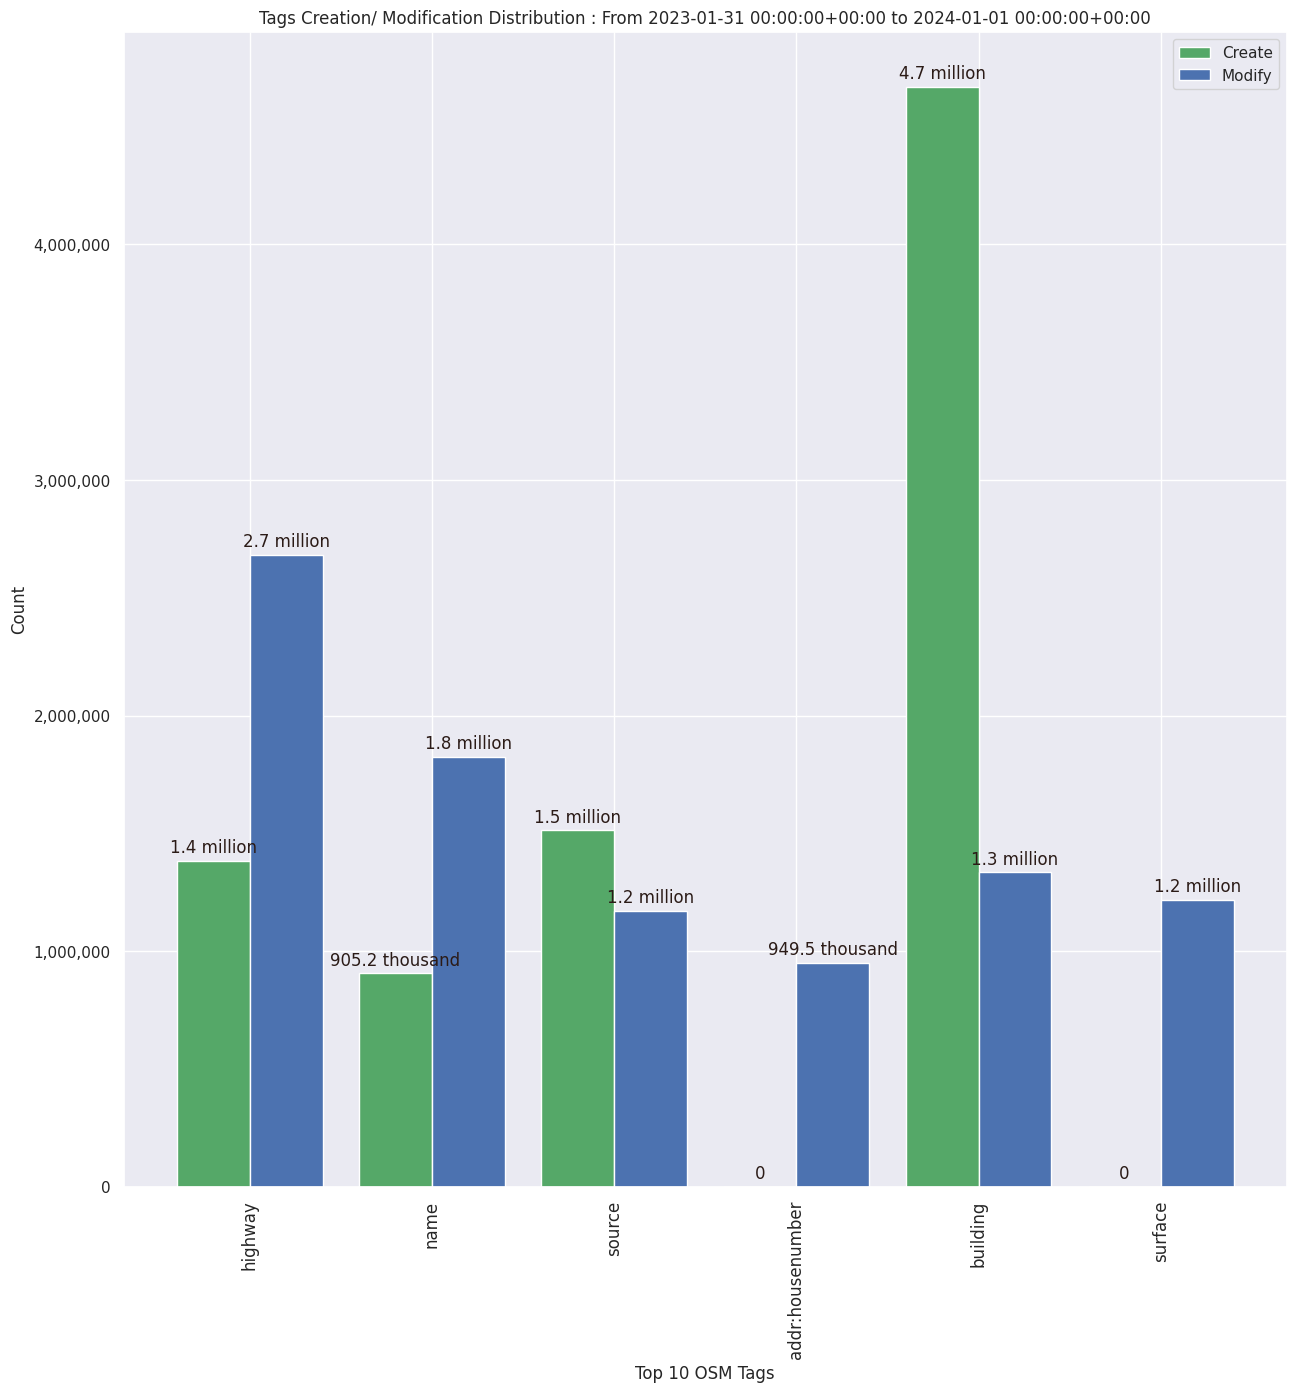 Tags Creation/ Modification Distribution : From 2023-01-31 00:00:00+00:00 to 2024-01-01 00:00:00+00:00
Create
Modify
4.7 million
4,000,000
3,000,000
2.7 million
2,000,000
1.8 million
1.5 million
1.4 million
1.3 million
1.2 million
1.2 million
905.2 thousand
949.5 thousand
1,000,000
0
0
0
Count
highway
name
source
addr:housenumber
building
surface
Top 10 OSM Tags